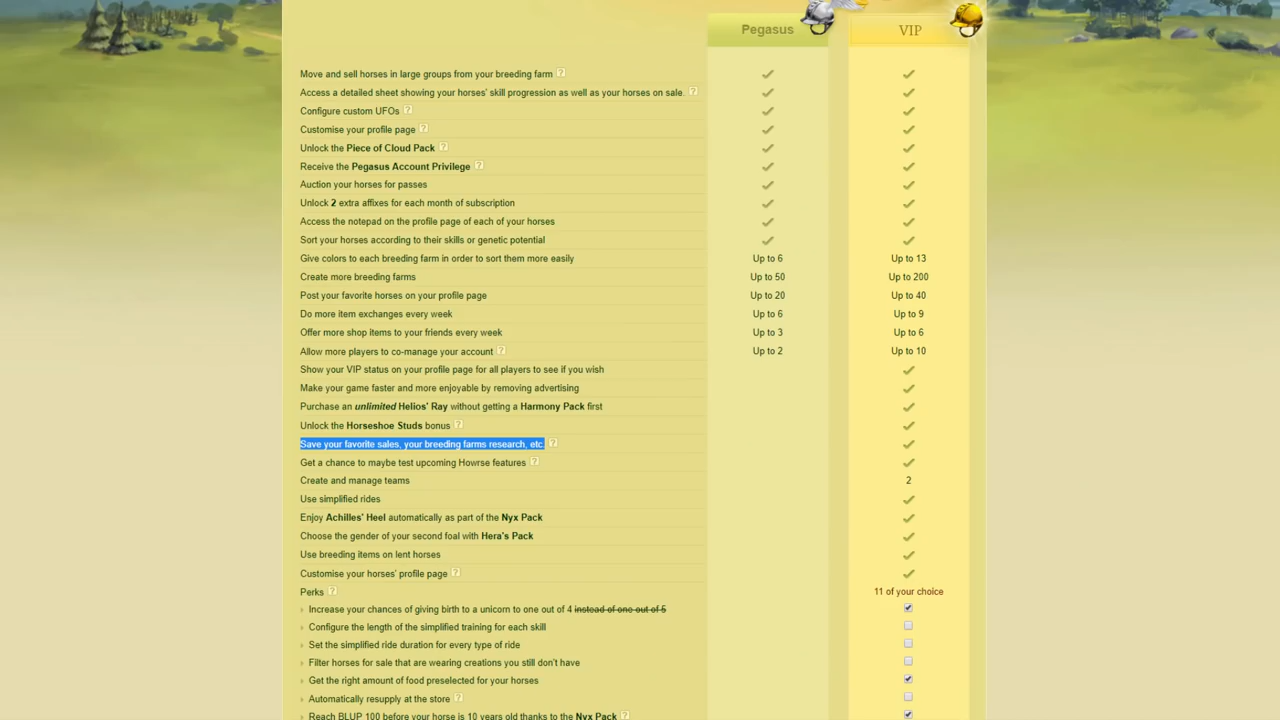 Pegasus VIP
Move and sell horses in large groups from your breeding farm ?
Access a detailed sheet showing your horses' skill progression as well as your horses on sale. ?
Configure custom UFOs ?
Customise your profile page ?
Unlock the Piece of Cloud Pack ?
Receive the Pegasus Account Privilege ?
Auction your horses for passes
Unlock 2 extra affixes for each month of subscription
Access the notepad on the profile page of each of your horses
Sort your horses according to their skills or genetic potential
Give colors to each breeding farm in order to sort them more easily Up to 6 Up to 13
Create more breeding farms Up to 50 Up to 200
Post your favorite horses on your profile page Up to 20 Up to 40
Do more item exchanges every week Up to 6 Up to 9
Offer more shop items to your friends every week Up to 3 Up to 6
Allow more players to co-manage your account ? Up to 2 Up to 10
Show your VIP status on your profile page for all players to see if you wish
Make your game faster and more enjoyable by removing advertising
Purchase an unlimited Helios' Ray without getting a Harmony Pack first
Unlock the Horseshoe Studs bonus ?
Save your favorite sales, your breeding farms research, etc. ?
Get a chance to maybe test upcoming Howrse features ?
Create and manage teams 2
Use simplified rides
Enjoy Achilles' Heel automatically as part of the Nyx Pack
Choose the gender of your second foal with Hera's Pack
Use breeding items on lent horses
Customise your horses' profile page ?
Perks ? 11 of your choice
Increase your chances of giving birth to a unicorn to one out of 4 instead of one out of 5
Configure the length of the simplified training for each skill
Set the simplified ride duration for every type of ride
Filter horses for sale that are wearing creations you still don't have
Get the right amount of food preselected for your horses
Automatically resupply at the store ?
Reach BLUP 100 before your horse is 10 years old thanks to the Nyx Pack ?